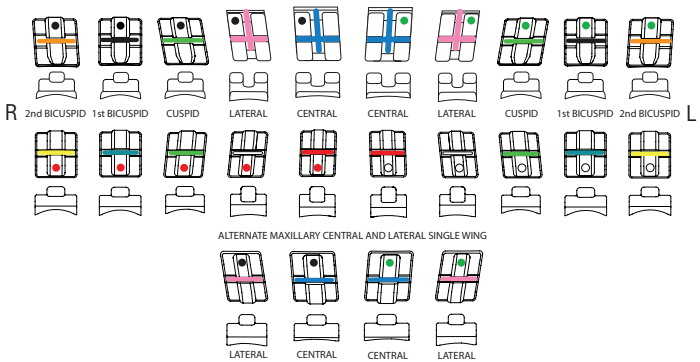 R 2nd BICUSPID 1st BICUSPID CUSPID LATERAL CENTRAL CENTRAL LATERAL CUSPID 1st BICUSPID 2nd BICUSPID L
ALTERNATE MAXILLARY CENTRAL AND LATERAL SINGLE WING
LATERAL CENTRAL CENTRAL LATERAL